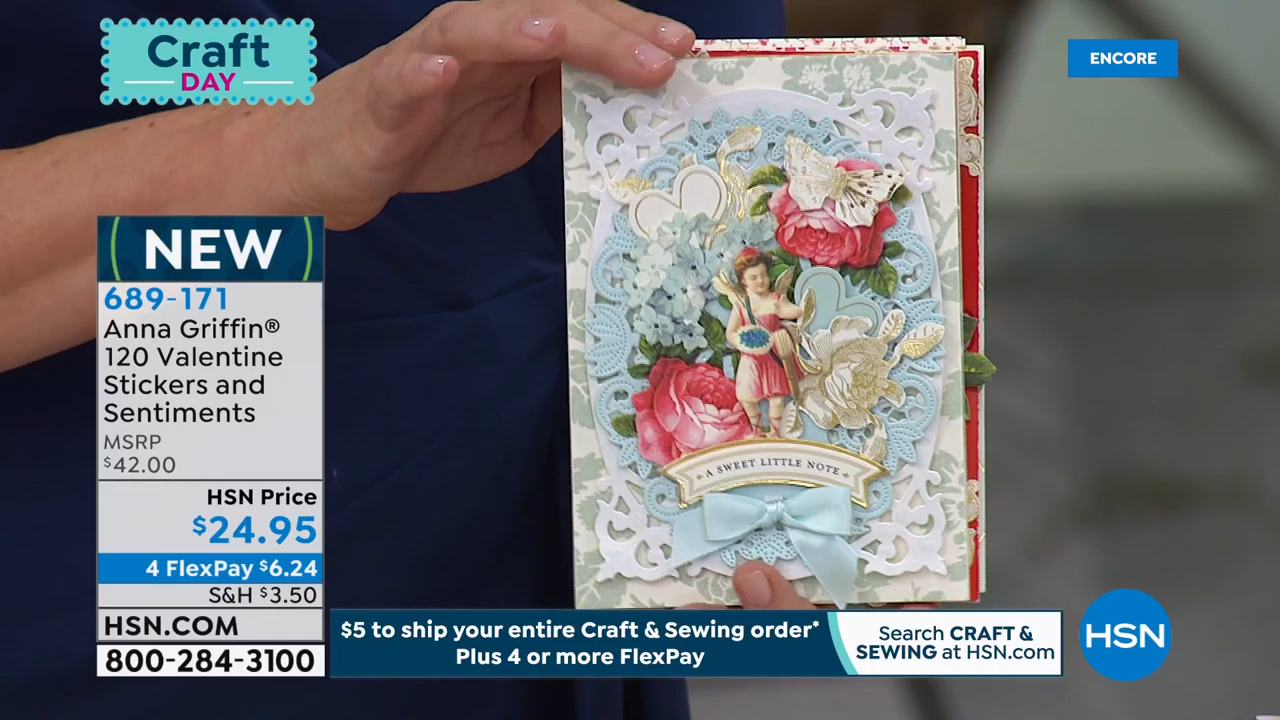 Craft
DAY
ENCORE
NEW
689-171
Anna Griffin®
120 Valentine
Stickers and
Sentiments
MSRP
$42.00
HSN Price
$24.95
4 FlexPay $6.24
S&H $3.50
HSN.COM
800-284-3100
A SWEET LITTLE NOTE
$5 to ship your entire Craft & Sewing order*
Plus 4 or more FlexPay
Search CRAFT &
SEWING at HSN.com
HSN